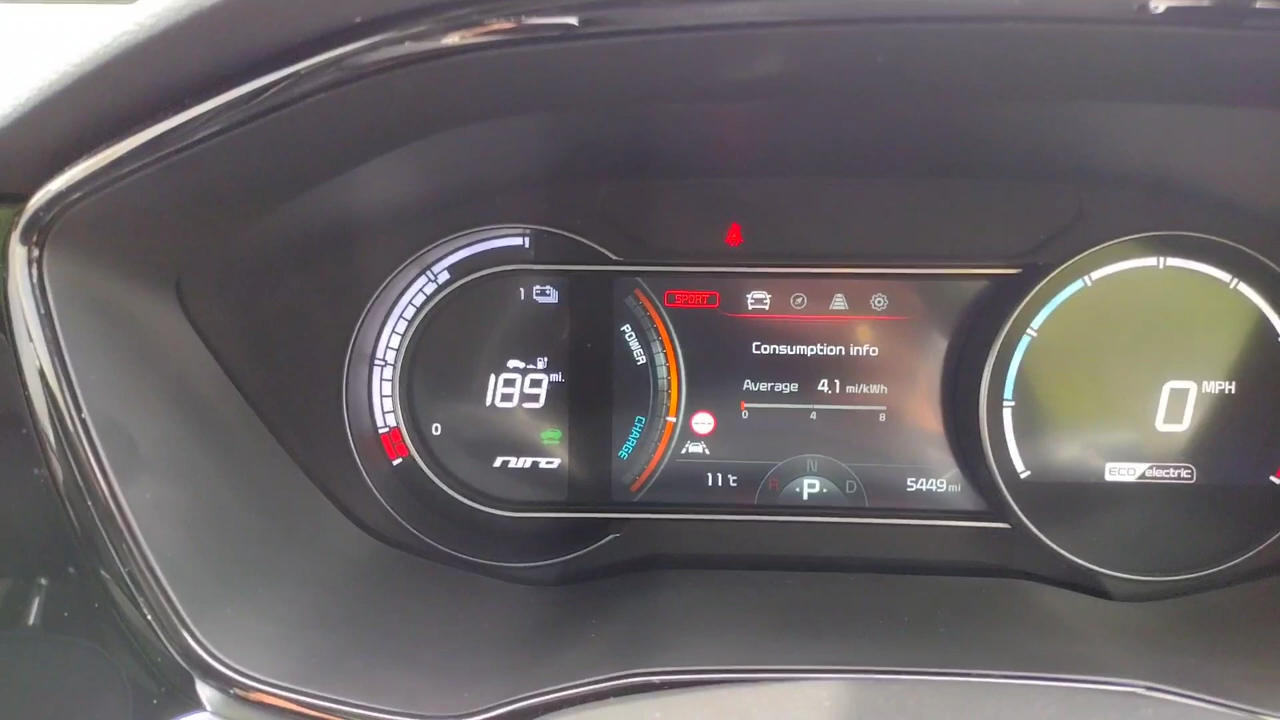 1
189 mi.
0
niro
POWER
CHARGE
SPORT
Consumption info
Average 4.1 mi/kWh
0 4 8
11℃
N
R P D
5449 mi
0 MPH
ECO electric